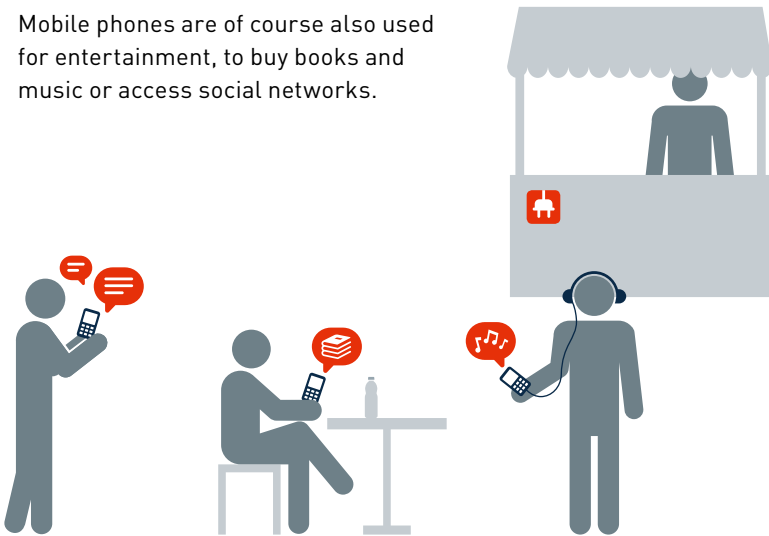 Mobile phones are of course also used
for entertainment, to buy books and
music or access social networks.